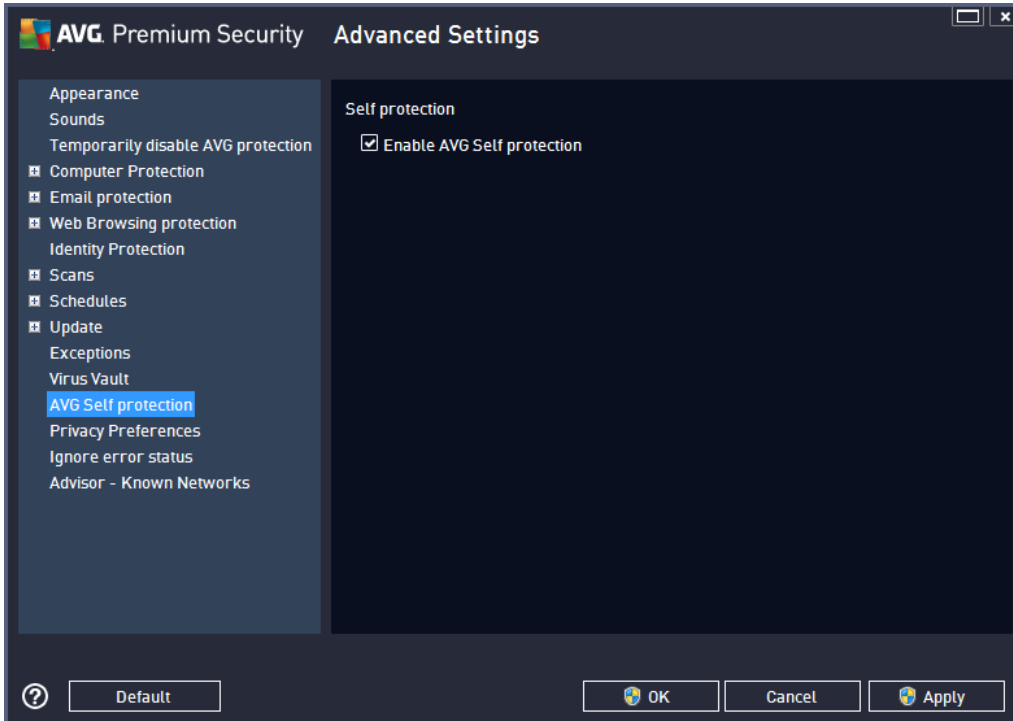 AVG. Premium Security Advanced Settings
Appearance
Sounds
Temporarily disable AVG protection
Computer Protection
Email protection
Web Browsing protection
Identity Protection
Scans
Schedules
Update
Exceptions
Virus Vault
AVG Self protection
Privacy Preferences
Ignore error status
Advisor - Known Networks
Self protection
Enable AVG Self protection
? Default OK Cancel Apply